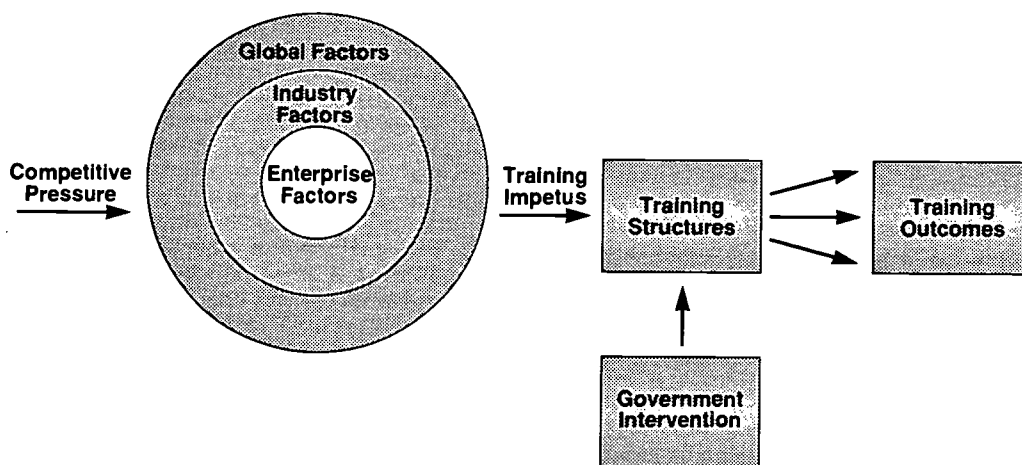 Global Factors
Industry
Factors
Enterprise
Factors
Competitive
Pressure
Training
Impetus
Training
Structures
Training
Outcomes
Government
Intervention